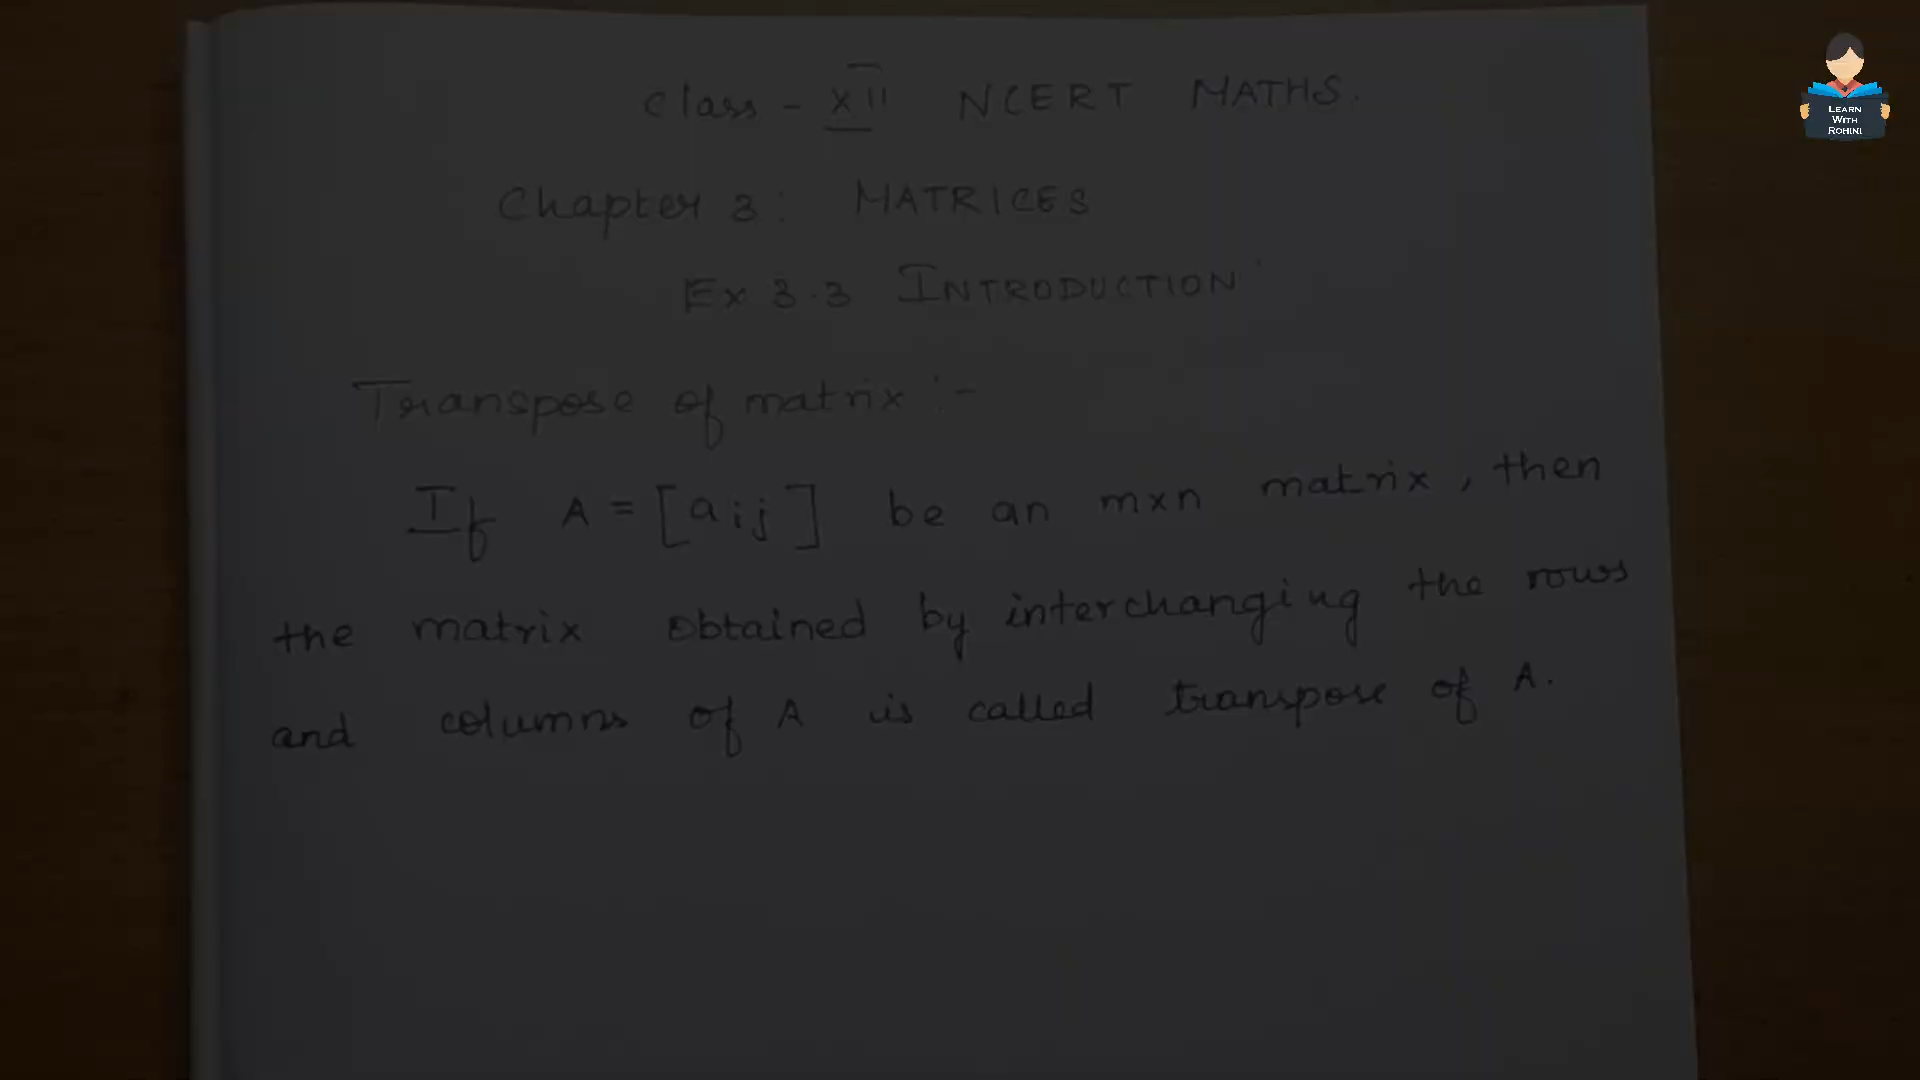 Class - XII NCERT MATHS.
Chapter 3: MATRICES
Ex 3.3 INTRODUCTION
Transpose of matrix :-
If A = [aij] be an mxn matrix, then
the matrix obtained by interchanging the rows
and columns of A is called transpose of A.
LEARN
WITH
ROHINI